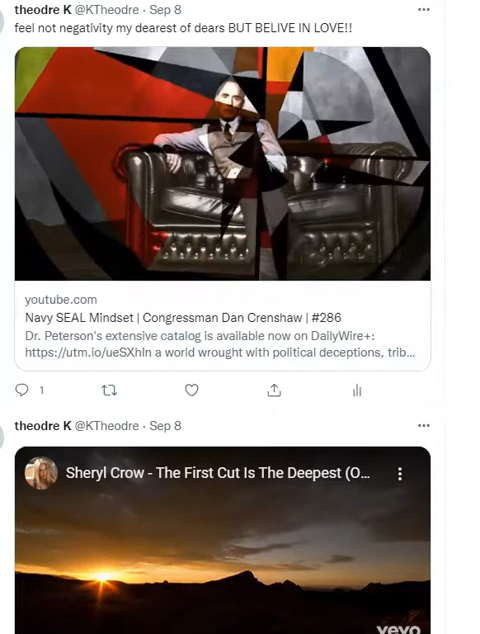 theodre K @KTheodre · Sep 8
feel not negativity my dearest of dears BUT BELIVE IN LOVE!!
youtube.com
Navy SEAL Mindset | Congressman Dan Crenshaw | #286
Dr. Peterson's extensive catalog is available now on DailyWire+:
https://utm.io/ueSXhIn a world wrought with political deceptions, trib...
1
theodre K @KTheodre · Sep 8
Sheryl Crow - The First Cut Is The Deepest (O...
vevo